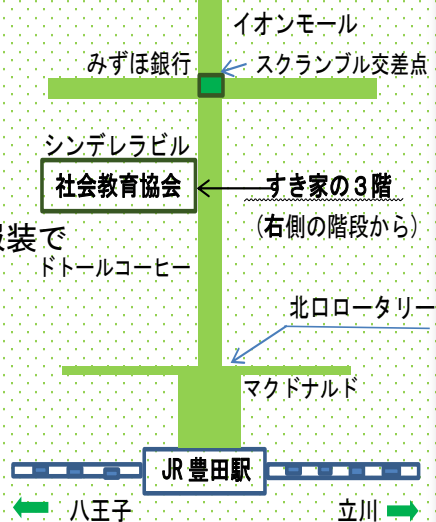 イオンモール
みずほ銀行
スクランブル交差点
シンデレラビル
社会教育協会
すき家の3階
(右側の階段から)
服装で
ドトールコーヒー
北口ロータリー
マクドナルド
JR豊田駅
八王子
立川